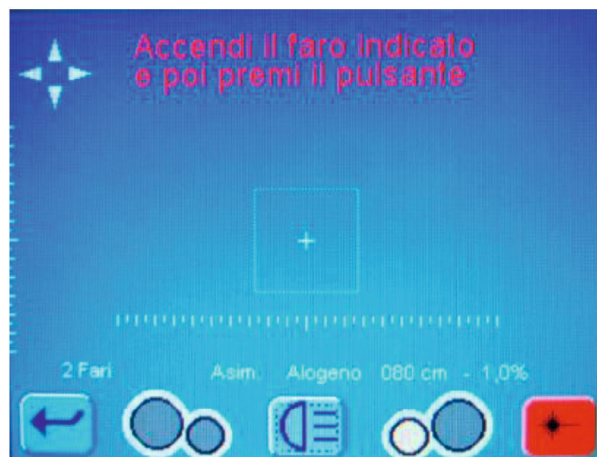 Accendi il faro indicato
e poi premi il pulsante
2 Fari Asim. Alogeno 080 cm - 1,0%